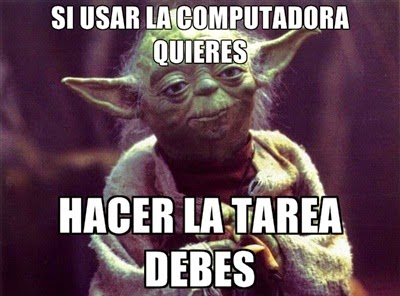 SI USAR LA COMPUTADORA
QUIERES
HACER LA TAREA
DEBES